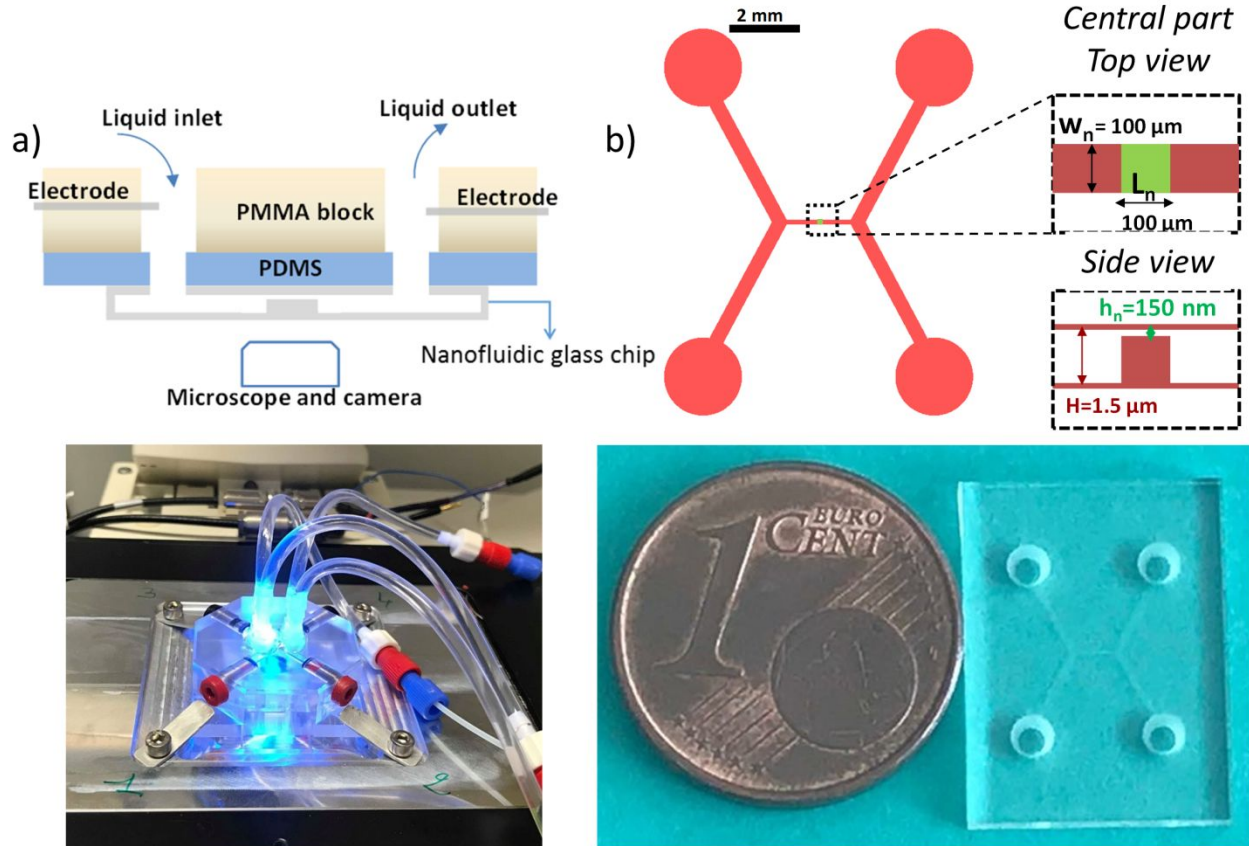 a)
Liquid inlet
Liquid outlet
Electrode
Electrode
PMMA block
PDMS
Nanofluidic glass chip
Microscope and camera
b)
2 mm
Central part
Top view
wn= 100 µm
Ln
100 µm
Side view
hn=150 nm
H=1.5 µm
3
4
1
2
1
EURO
CENT